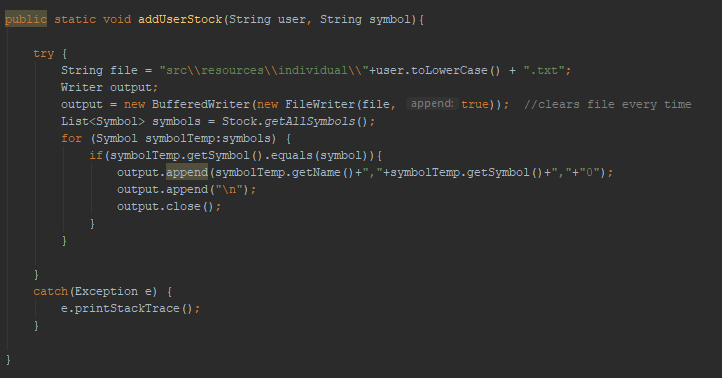 public static void addUserStock(String user, String symbol){
try {
String file = "src\\resources\\individual\\"+user.toLowerCase() + ".txt";
Writer output;
output = new BufferedWriter(new FileWriter(file, append: true)); //clears file every time
List<Symbol> symbols = Stock.getAllSymbols();
for (Symbol symbolTemp:symbols) {
if(symbolTemp.getSymbol().equals(symbol)){
output.append(symbolTemp.getName()+","+symbolTemp.getSymbol()+","+"0");
output.append("\n");
output.close();
}
}
}
catch(Exception e) {
e.printStackTrace();
}
}